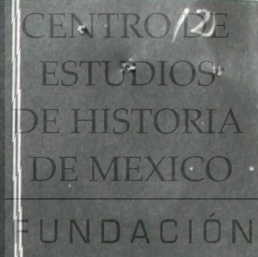 CENTRO DE
ESTUDIOS
DE HISTORIA
DE MEXICO
FUNDACIÓN